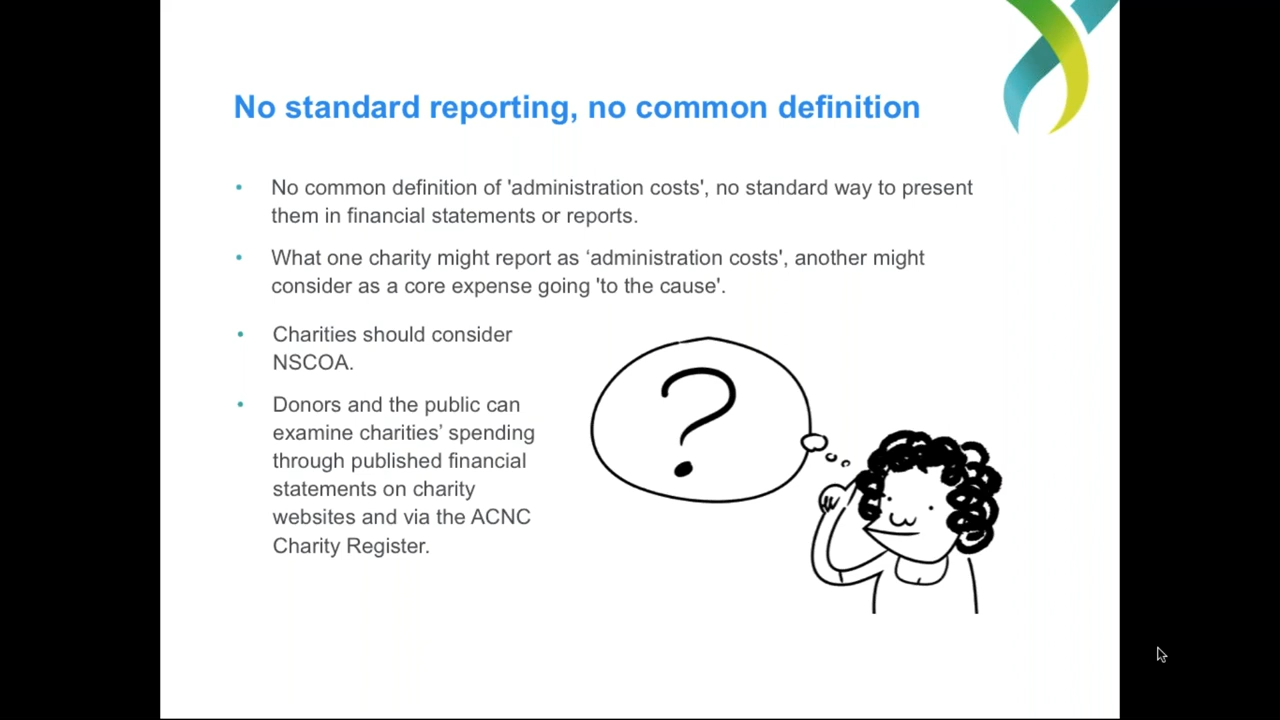 No standard reporting, no common definition
• No common definition of 'administration costs', no standard way to present
them in financial statements or reports.
• What one charity might report as ‘administration costs', another might
consider as a core expense going 'to the cause'.
• Charities should consider
NSCOA.
• Donors and the public can
examine charities’ spending
through published financial
statements on charity
websites and via the ACNC
Charity Register.
?